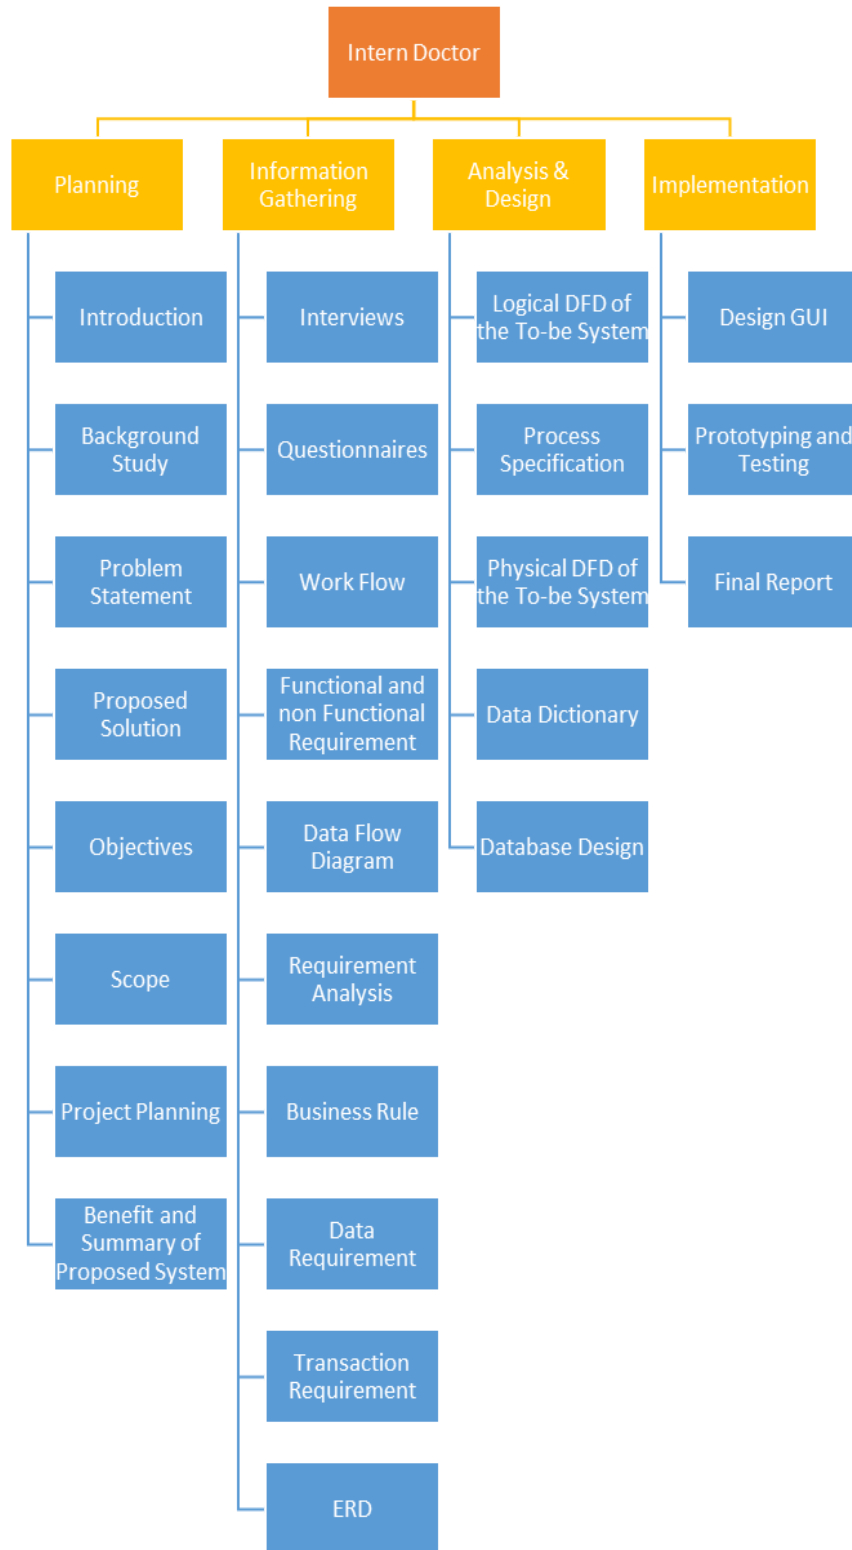 Intern Doctor
Planning
Information
Gathering
Analysis &
Design
Implementation
Introduction
Background
Study
Problem
Statement
Proposed
Solution
Objectives
Scope
Project Planning
Benefit and
Summary of
Proposed System
Interviews
Questionnaires
Work Flow
Functional and
non Functional
Requirement
Data Flow
Diagram
Requirement
Analysis
Business Rule
Data
Requirement
Transaction
Requirement
ERD
Logical DFD of
the To-be System
Process
Specification
Physical DFD of
the To-be System
Data Dictionary
Database Design
Design GUI
Prototyping and
Testing
Final Report